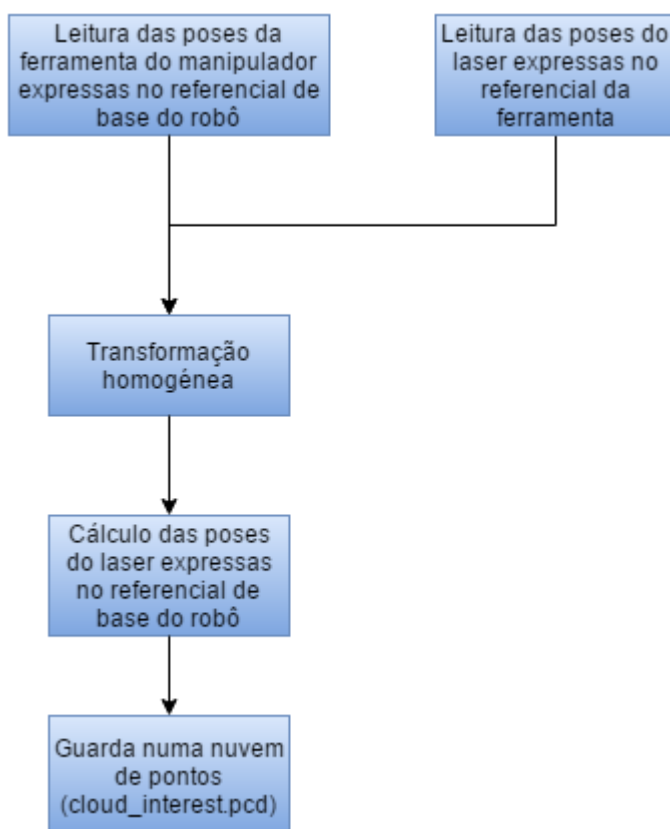 Leitura das poses da
ferramenta do manipulador
expressas no referencial de
base do robô
Leitura das poses do
laser expressas no
referencial da
ferramenta
Transformação
homogénea
Cálculo das poses
do laser expressas
no referencial de
base do robô
Guarda numa nuvem
de pontos
(cloud_interest.pcd)